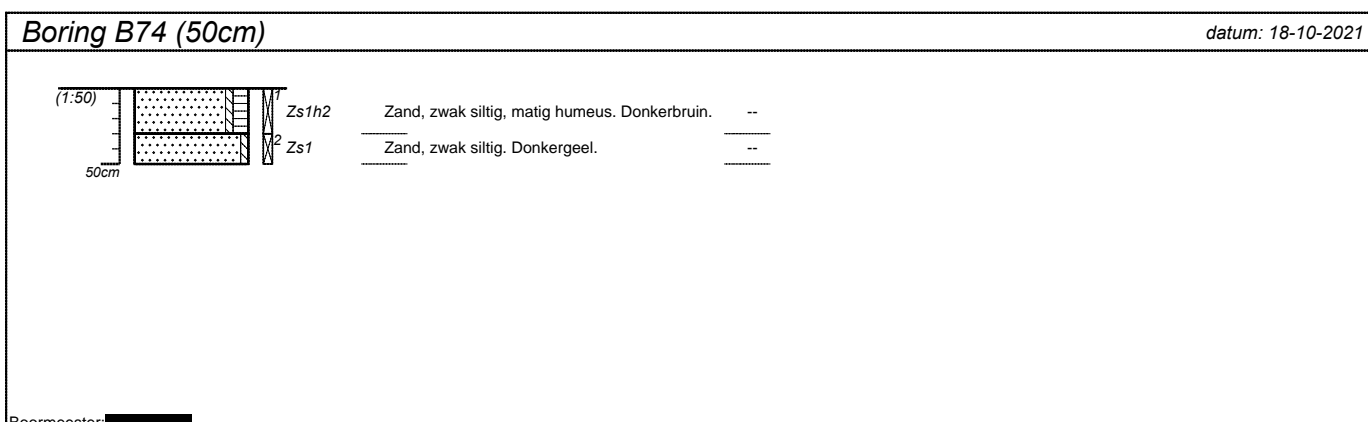 Boring B74 (50cm) datum: 18-10-2021
(1:50)
1 Zs1h2 Zand, zwak siltig, matig humeus. Donkerbruin. --
2 Zs1 Zand, zwak siltig. Donkergeel. --
50cm
Boormeester: